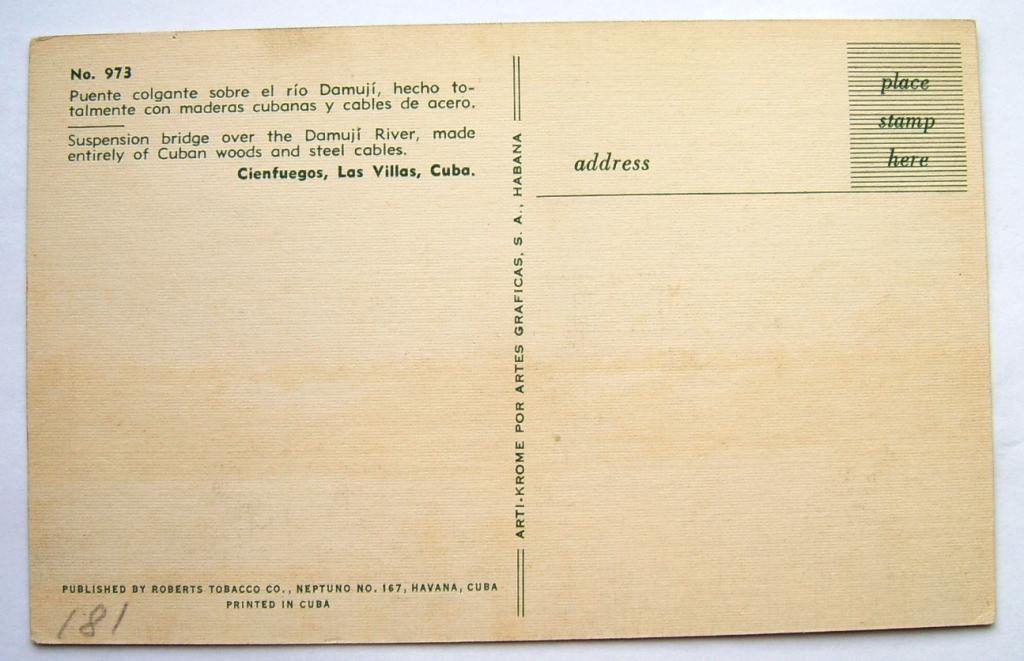 No. 973
Puente colgante sobre el río Damují, hecho to-
talmente con maderas cubanas y cables de acero.
Suspension bridge over the Damují River, made
entirely of Cuban woods and steel cables.
Cienfuegos, Las Villas, Cuba.
PUBLISHED BY ROBERTS TOBACCO CO., NEPTUNO NO. 167, HAVANA, CUBA
PRINTED IN CUBA
181
ARTI-KROME POR ARTES GRAFICAS, S. A., HABANA
address
place
stamp
here